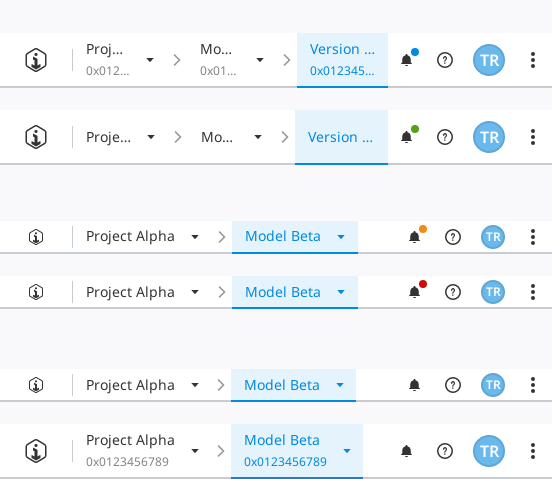 Proj... Mo... Version ...
0x012... 0x01... 0x012345... TR
Proje... Mo... Version ... TR
Project Alpha Model Beta TR
Project Alpha Model Beta TR
Project Alpha Model Beta TR
Project Alpha Model Beta
0x0123456789 0x0123456789 TR